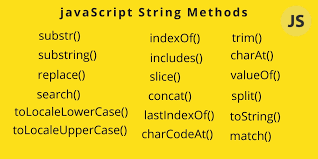 javaScript String Methods
JS
substr()
substring()
replace()
search()
toLocaleLowerCase()
toLocaleUpperCase()
indexOf()
includes()
slice()
concat()
lastIndexOf()
charCodeAt()
trim()
charAt()
valueOf()
split()
toString()
match()